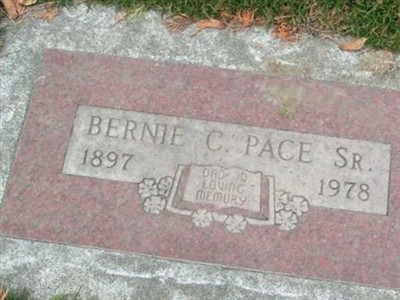 BERNIE C. PACE SR.
1897 1978
DAD IN
LOVING
MEMORY